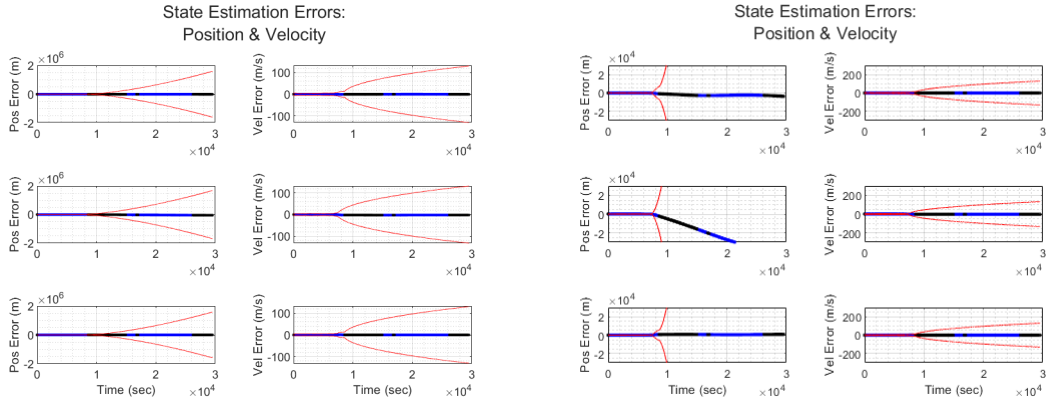 State Estimation Errors:
Position & Velocity
×10^6
Pos Error (m)
2
0
-2
0 1 2 3
×10^4
Vel Error (m/s)
100
0
-100
0 1 2 3
×10^4
×10^6
Pos Error (m)
2
0
-2
0 1 2 3
×10^4
Vel Error (m/s)
100
0
-100
0 1 2 3
×10^4
×10^6
Pos Error (m)
2
0
-2
0 1 2 3
Time (sec) ×10^4
Vel Error (m/s)
100
0
-100
0 1 2 3
Time (sec) ×10^4
State Estimation Errors:
Position & Velocity
×10^4
Pos Error (m)
2
0
-2
0 1 2 3
×10^4
Vel Error (m/s)
200
0
-200
0 1 2 3
×10^4
×10^4
Pos Error (m)
2
0
-2
0 1 2 3
×10^4
Vel Error (m/s)
200
0
-200
0 1 2 3
×10^4
×10^4
Pos Error (m)
2
0
-2
0 1 2 3
Time (sec) ×10^4
Vel Error (m/s)
200
0
-200
0 1 2 3
Time (sec) ×10^4